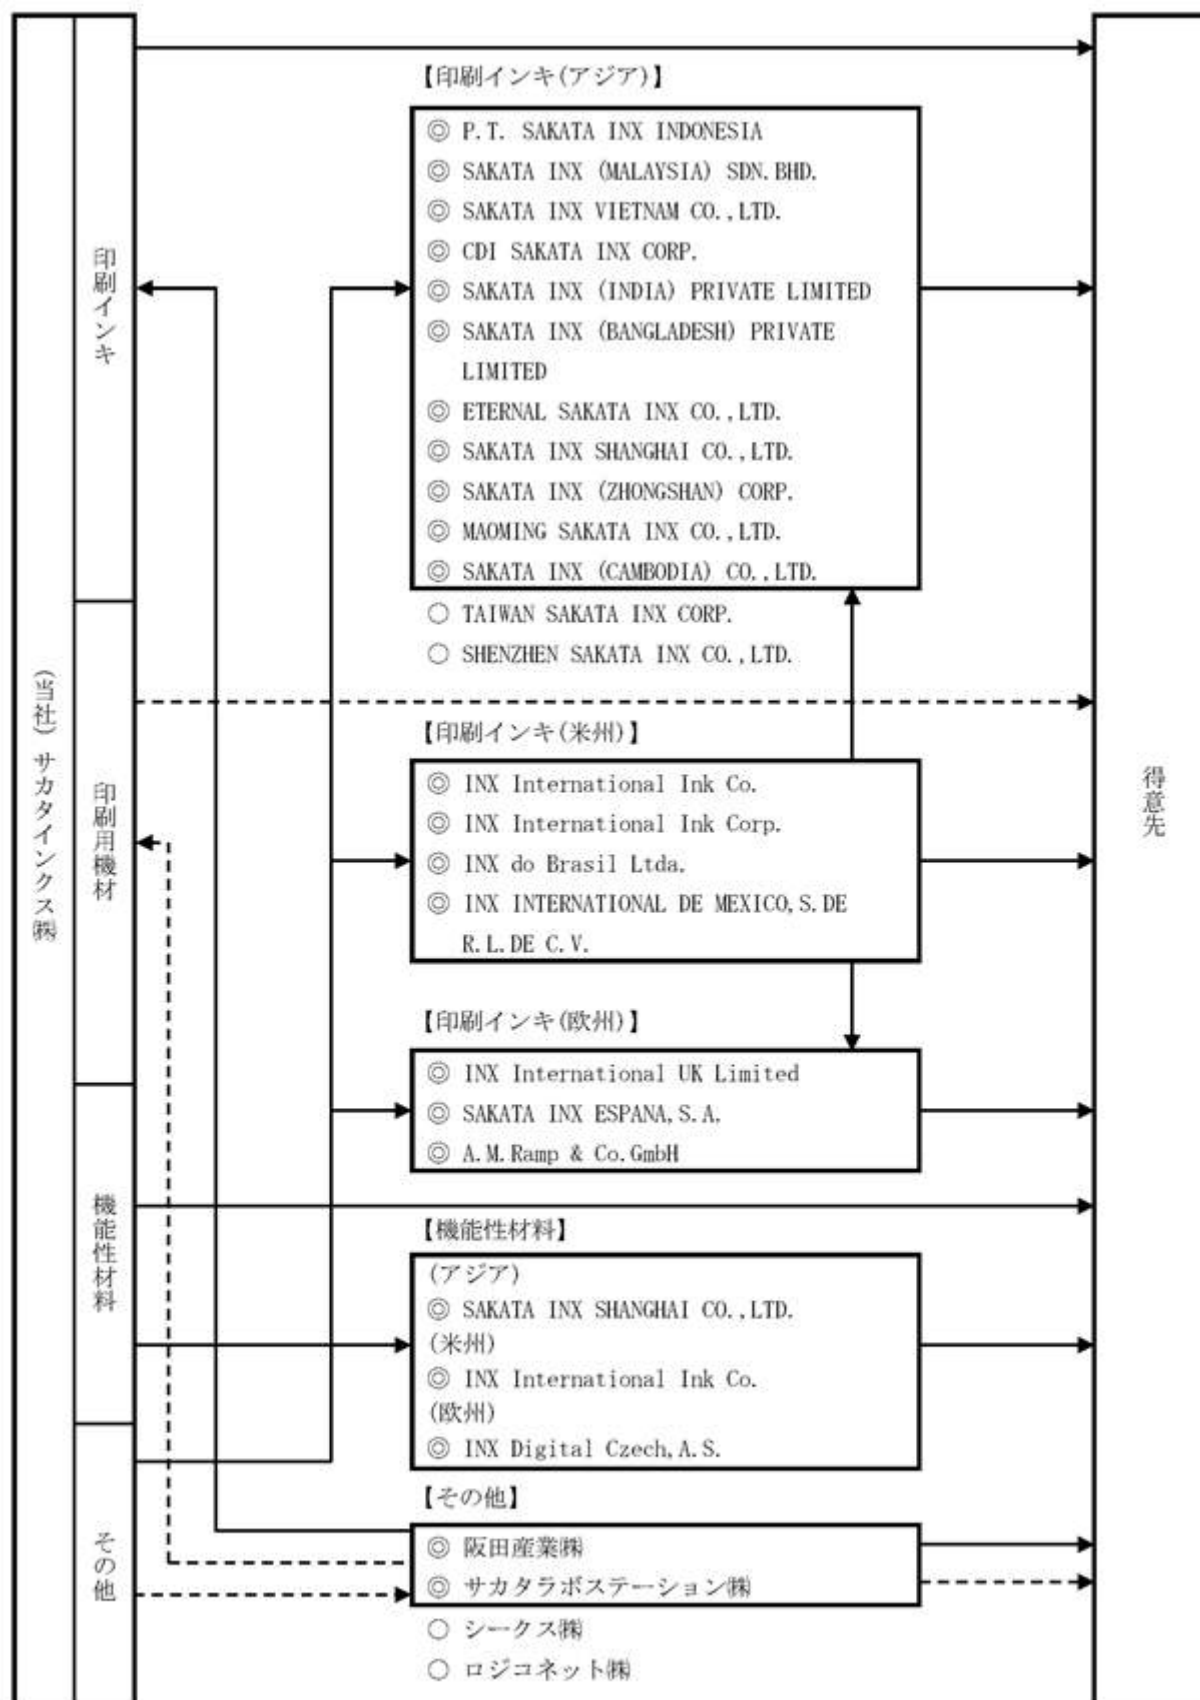 (当社) サカタインクス㈱
印刷インキ
印刷用機材
機能性材料
その他
【印刷インキ(アジア)】
◎ P.T. SAKATA INX INDONESIA
◎ SAKATA INX (MALAYSIA) SDN.BHD.
◎ SAKATA INX VIETNAM CO.,LTD.
◎ CDI SAKATA INX CORP.
◎ SAKATA INX (INDIA) PRIVATE LIMITED
◎ SAKATA INX (BANGLADESH) PRIVATE
LIMITED
◎ ETERNAL SAKATA INX CO.,LTD.
◎ SAKATA INX SHANGHAI CO.,LTD.
◎ SAKATA INX (ZHONGSHAN) CORP.
◎ MAOMING SAKATA INX CO.,LTD.
◎ SAKATA INX (CAMBODIA) CO.,LTD.
○ TAIWAN SAKATA INX CORP.
○ SHENZHEN SAKATA INX CO.,LTD.
【印刷インキ(米州)】
◎ INX International Ink Co.
◎ INX International Ink Corp.
◎ INX do Brasil Ltda.
◎ INX INTERNATIONAL DE MEXICO,S.DE
R.L.DE C.V.
【印刷インキ(欧州)】
◎ INX International UK Limited
◎ SAKATA INX ESPANA,S.A.
◎ A.M.Ramp & Co.GmbH
【機能性材料】
(アジア)
◎ SAKATA INX SHANGHAI CO.,LTD.
(米州)
◎ INX International Ink Co.
(欧州)
◎ INX Digital Czech,A.S.
【その他】
◎ 阪田産業㈱
◎ サカタラボステーション㈱
○ シークス㈱
○ ロジコネット㈱
得意先